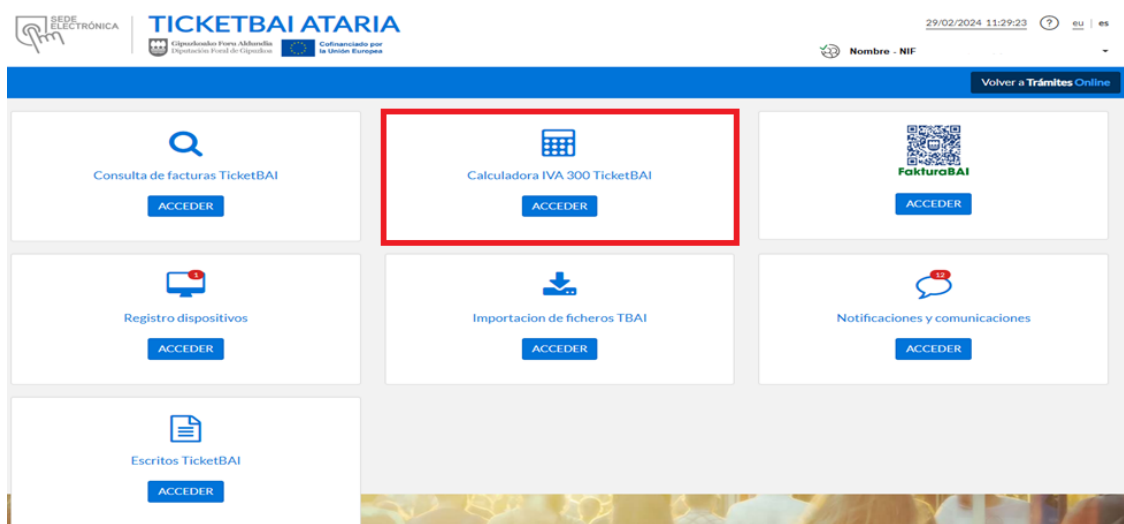 SEDE
ELECTRÓNICA
TICKETBAI ATARIA
Gipuzkoako Foru Aldundia
Diputación Foral de Gipuzkoa
Cofinanciado por
la Unión Europea
29/02/2024 11:29:23 ? eu | es
Nombre - NIF
Volver a Trámites Online
Consulta de facturas TicketBAI
ACCEDER
Calculadora IVA 300 TicketBAI
ACCEDER
FakturaBAI
ACCEDER
1
Registro dispositivos
ACCEDER
Importacion de ficheros TBAI
ACCEDER
12
Notificaciones y comunicaciones
ACCEDER
Escritos TicketBAI
ACCEDER